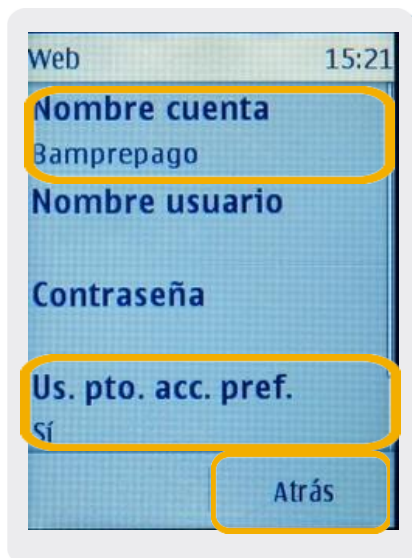 Web 15:21
Nombre cuenta
Bamprepago
Nombre usuario
Contraseña
Us. pto. acc. pref.
Sí
Atrás